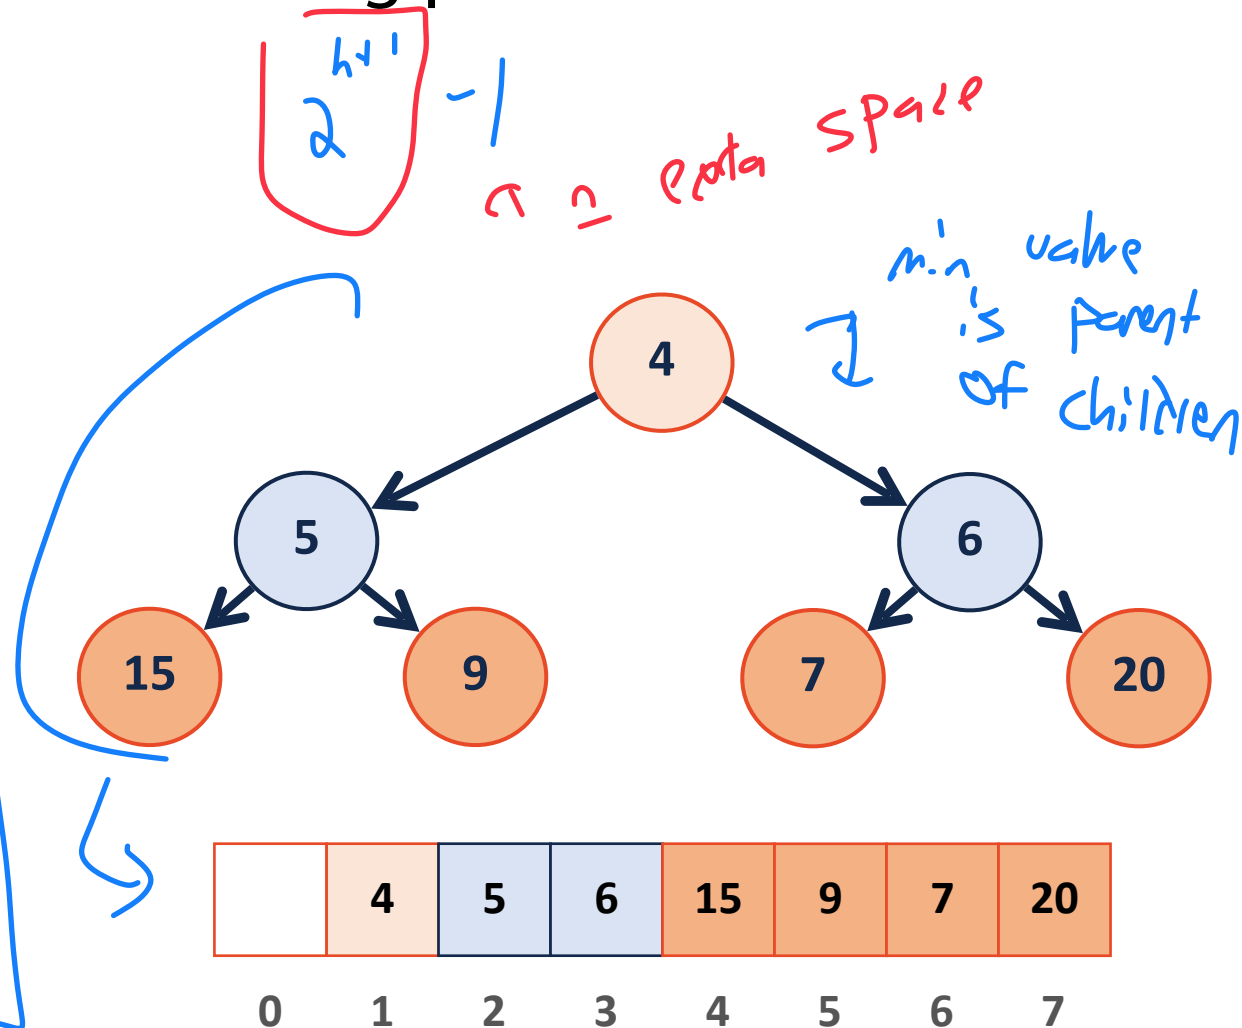 h+1
2 -1
n extra space
min value
is parent
of children
4
5 6
15 9 7 20
4 5 6 15 9 7 20
0 1 2 3 4 5 6 7